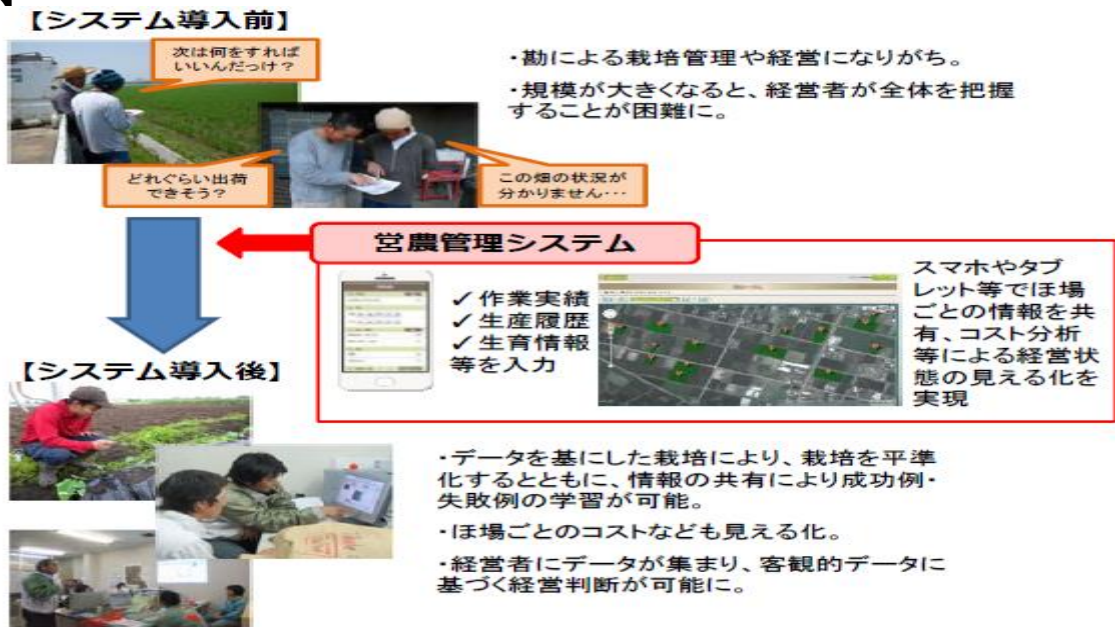 【システム導入前】
次は何をすれば
いいんだっけ？
・勘による栽培管理や経営になりがち。
・規模が大きくなると、経営者が全体を把握
することが困難に。
どれぐらい出荷
できそう？
この畑の状況が
分かりません･･･
営農管理システム
✓作業実績
✓生産履歴
✓生育情報
等を入力
スマホやタブ
レット等でほ場
ごとの情報を共
有、コスト分析
等による経営状
態の見える化を
実現
【システム導入後】
・データを基にした栽培により、栽培を平準
化するとともに、情報の共有により成功例・
失敗例の学習が可能。
・ほ場ごとのコストなども見える化。
・経営者にデータが集まり、客観的データに
基づく経営判断が可能に。